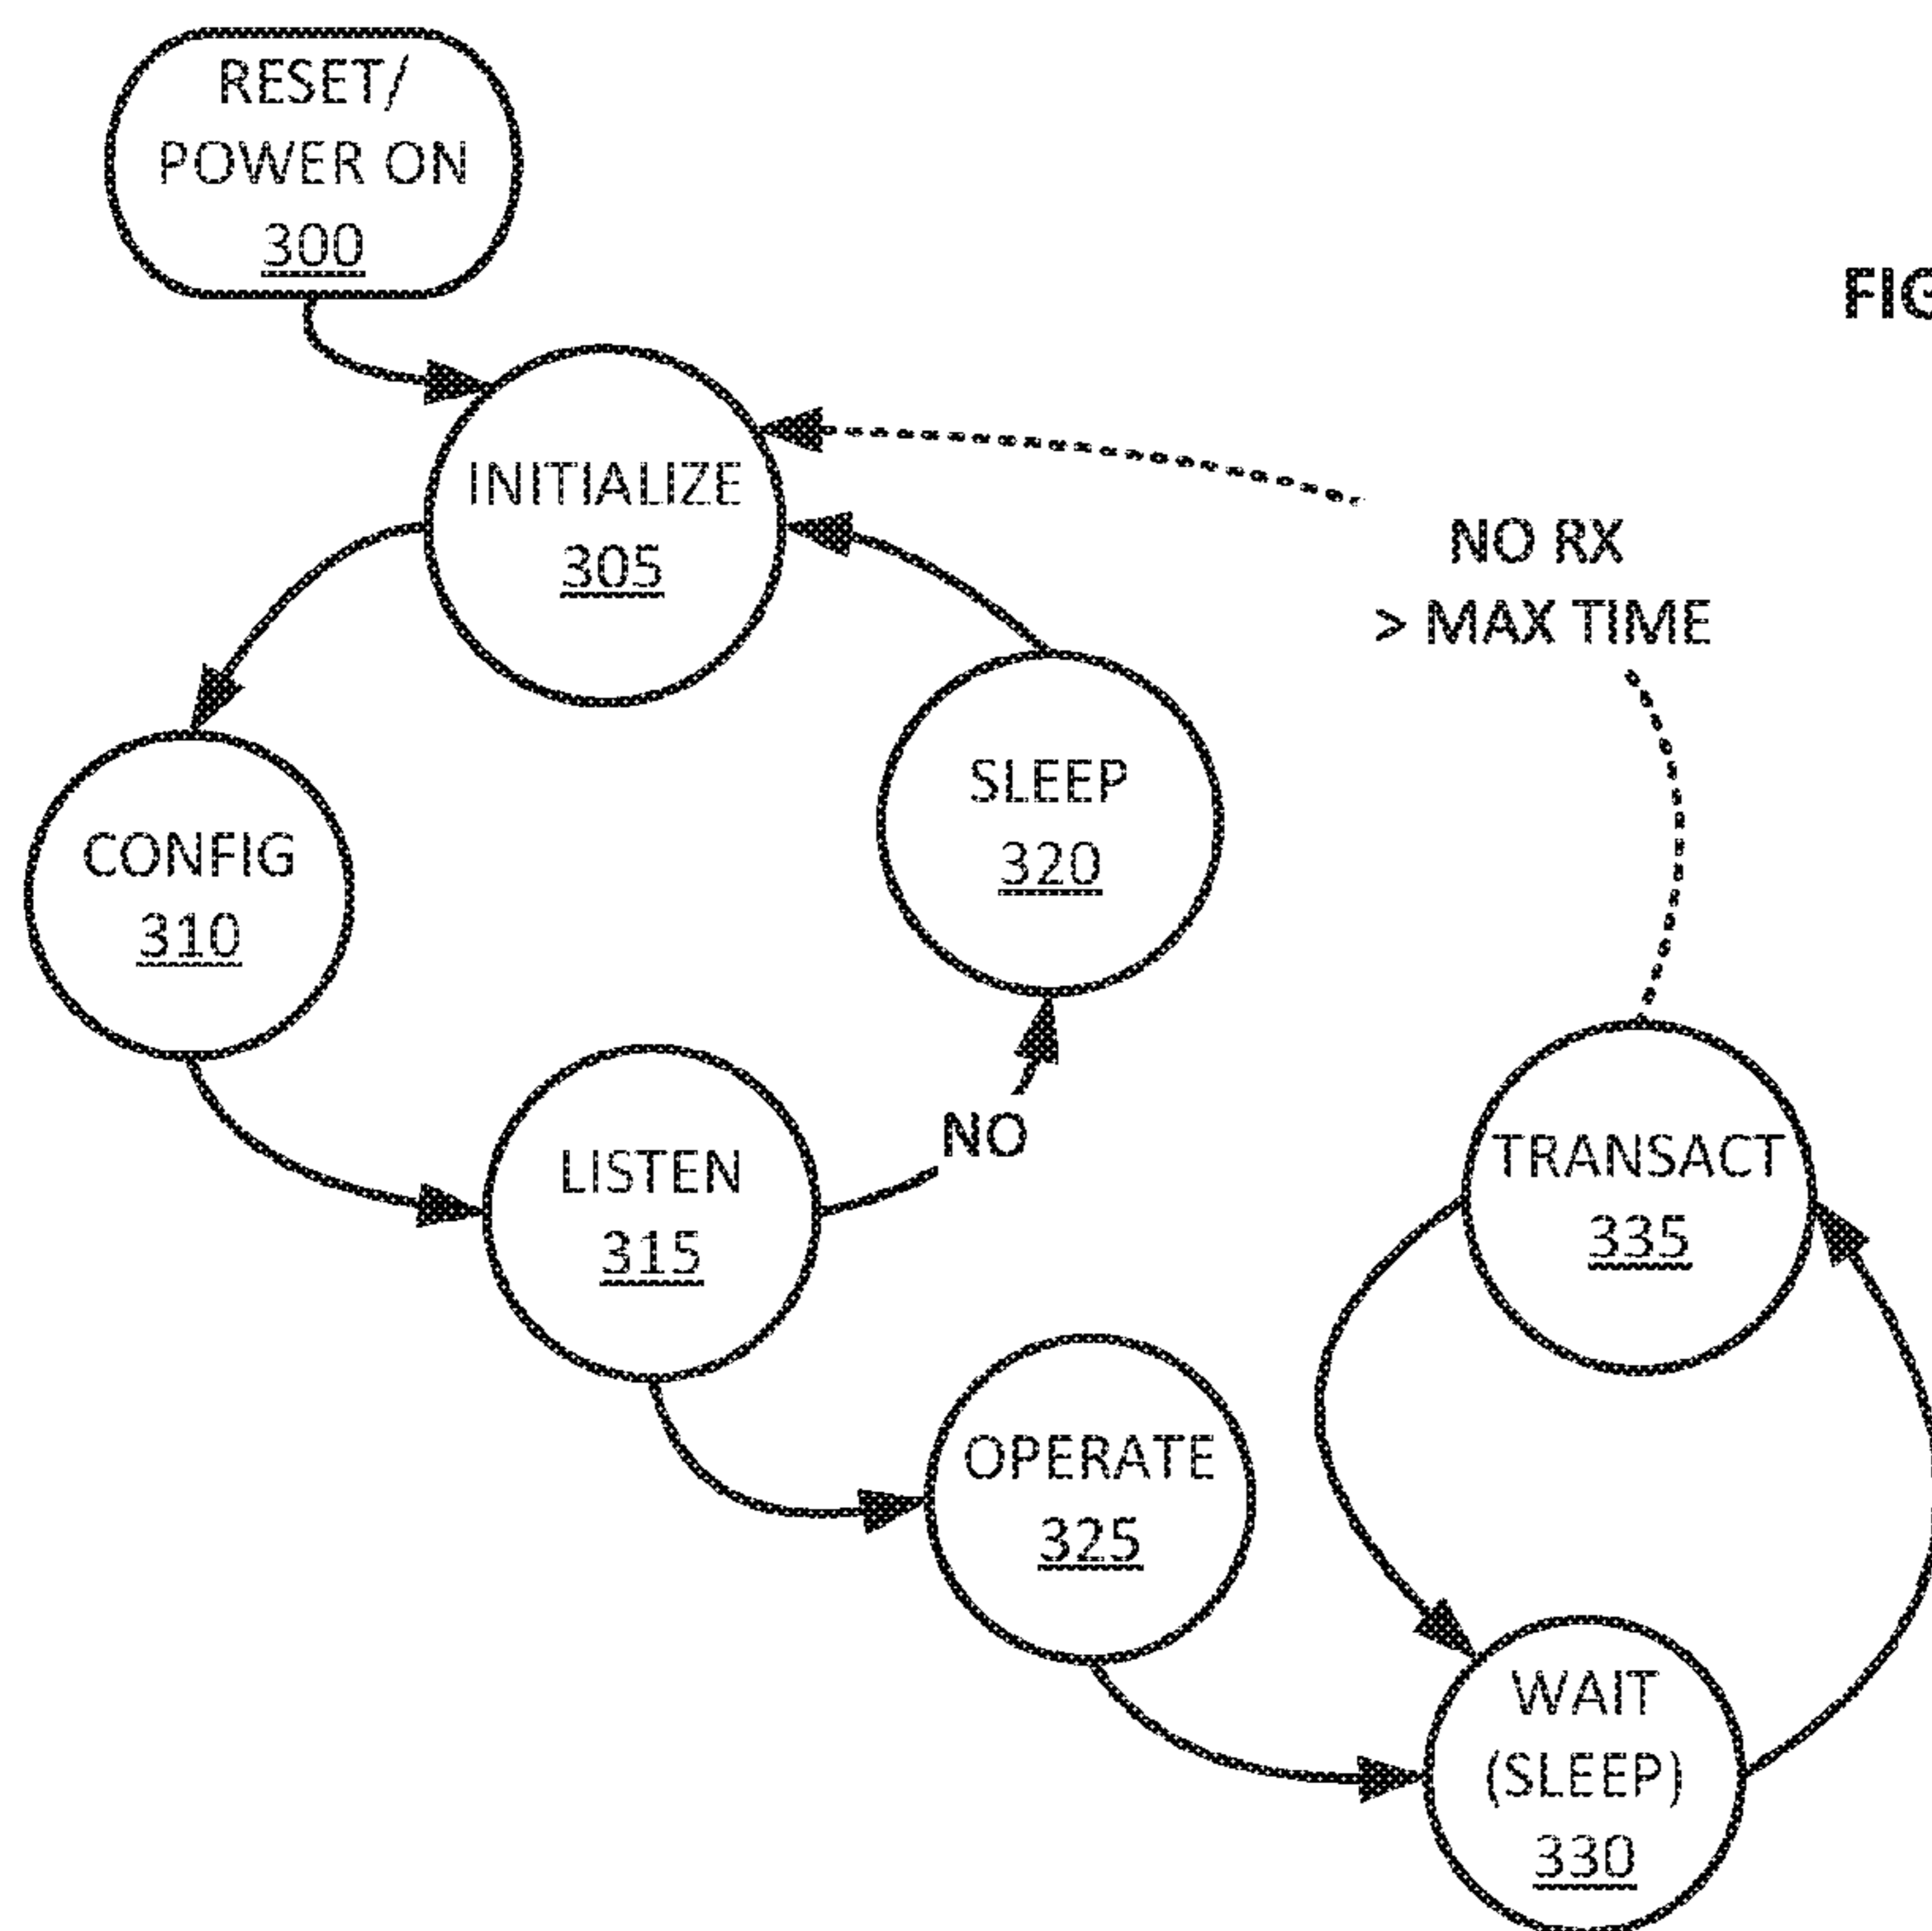 RESET/
POWER ON
300
FIG
INITIALIZE
305
NO RX
> MAX TIME
SLEEP
320
CONFIG
310
NO
LISTEN
315
TRANSACT
335
OPERATE
325
WAIT
(SLEEP)
330